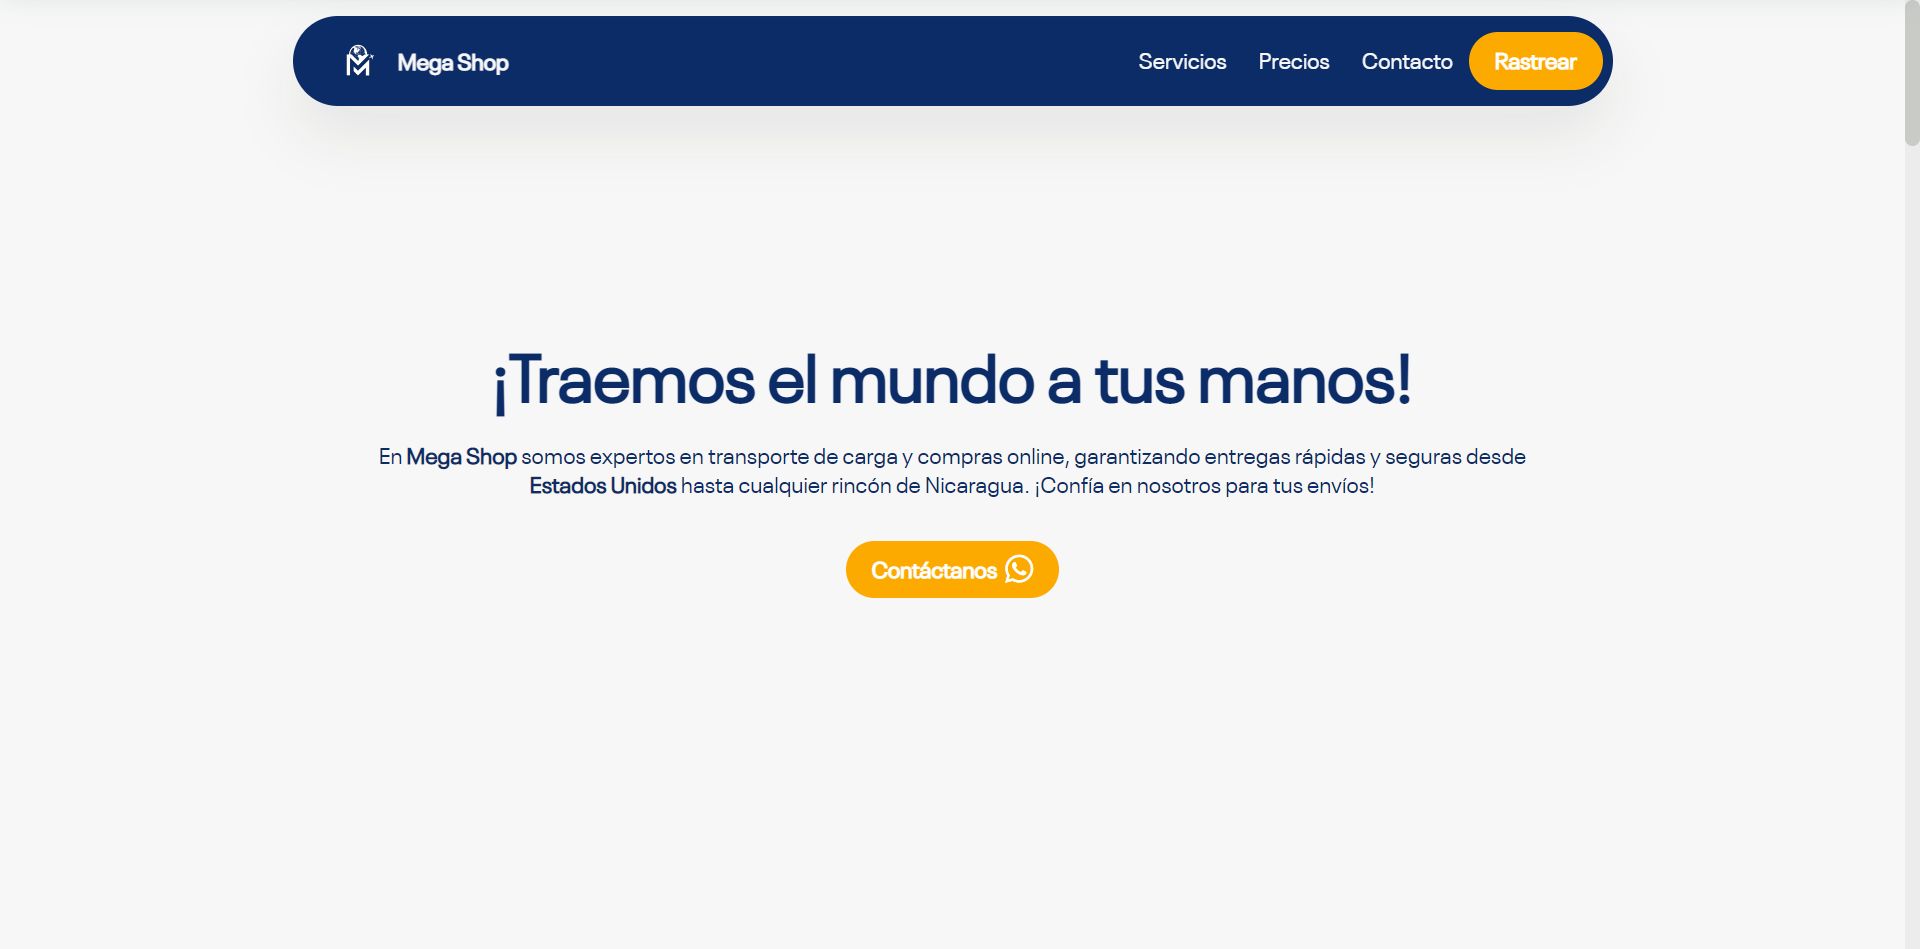 Mega Shop
Servicios
Precios
Contacto
Rastrear
¡Traemos el mundo a tus manos!
En Mega Shop somos expertos en transporte de carga y compras online, garantizando entregas rápidas y seguras desde
Estados Unidos hasta cualquier rincón de Nicaragua. ¡Confía en nosotros para tus envíos!
Contáctanos